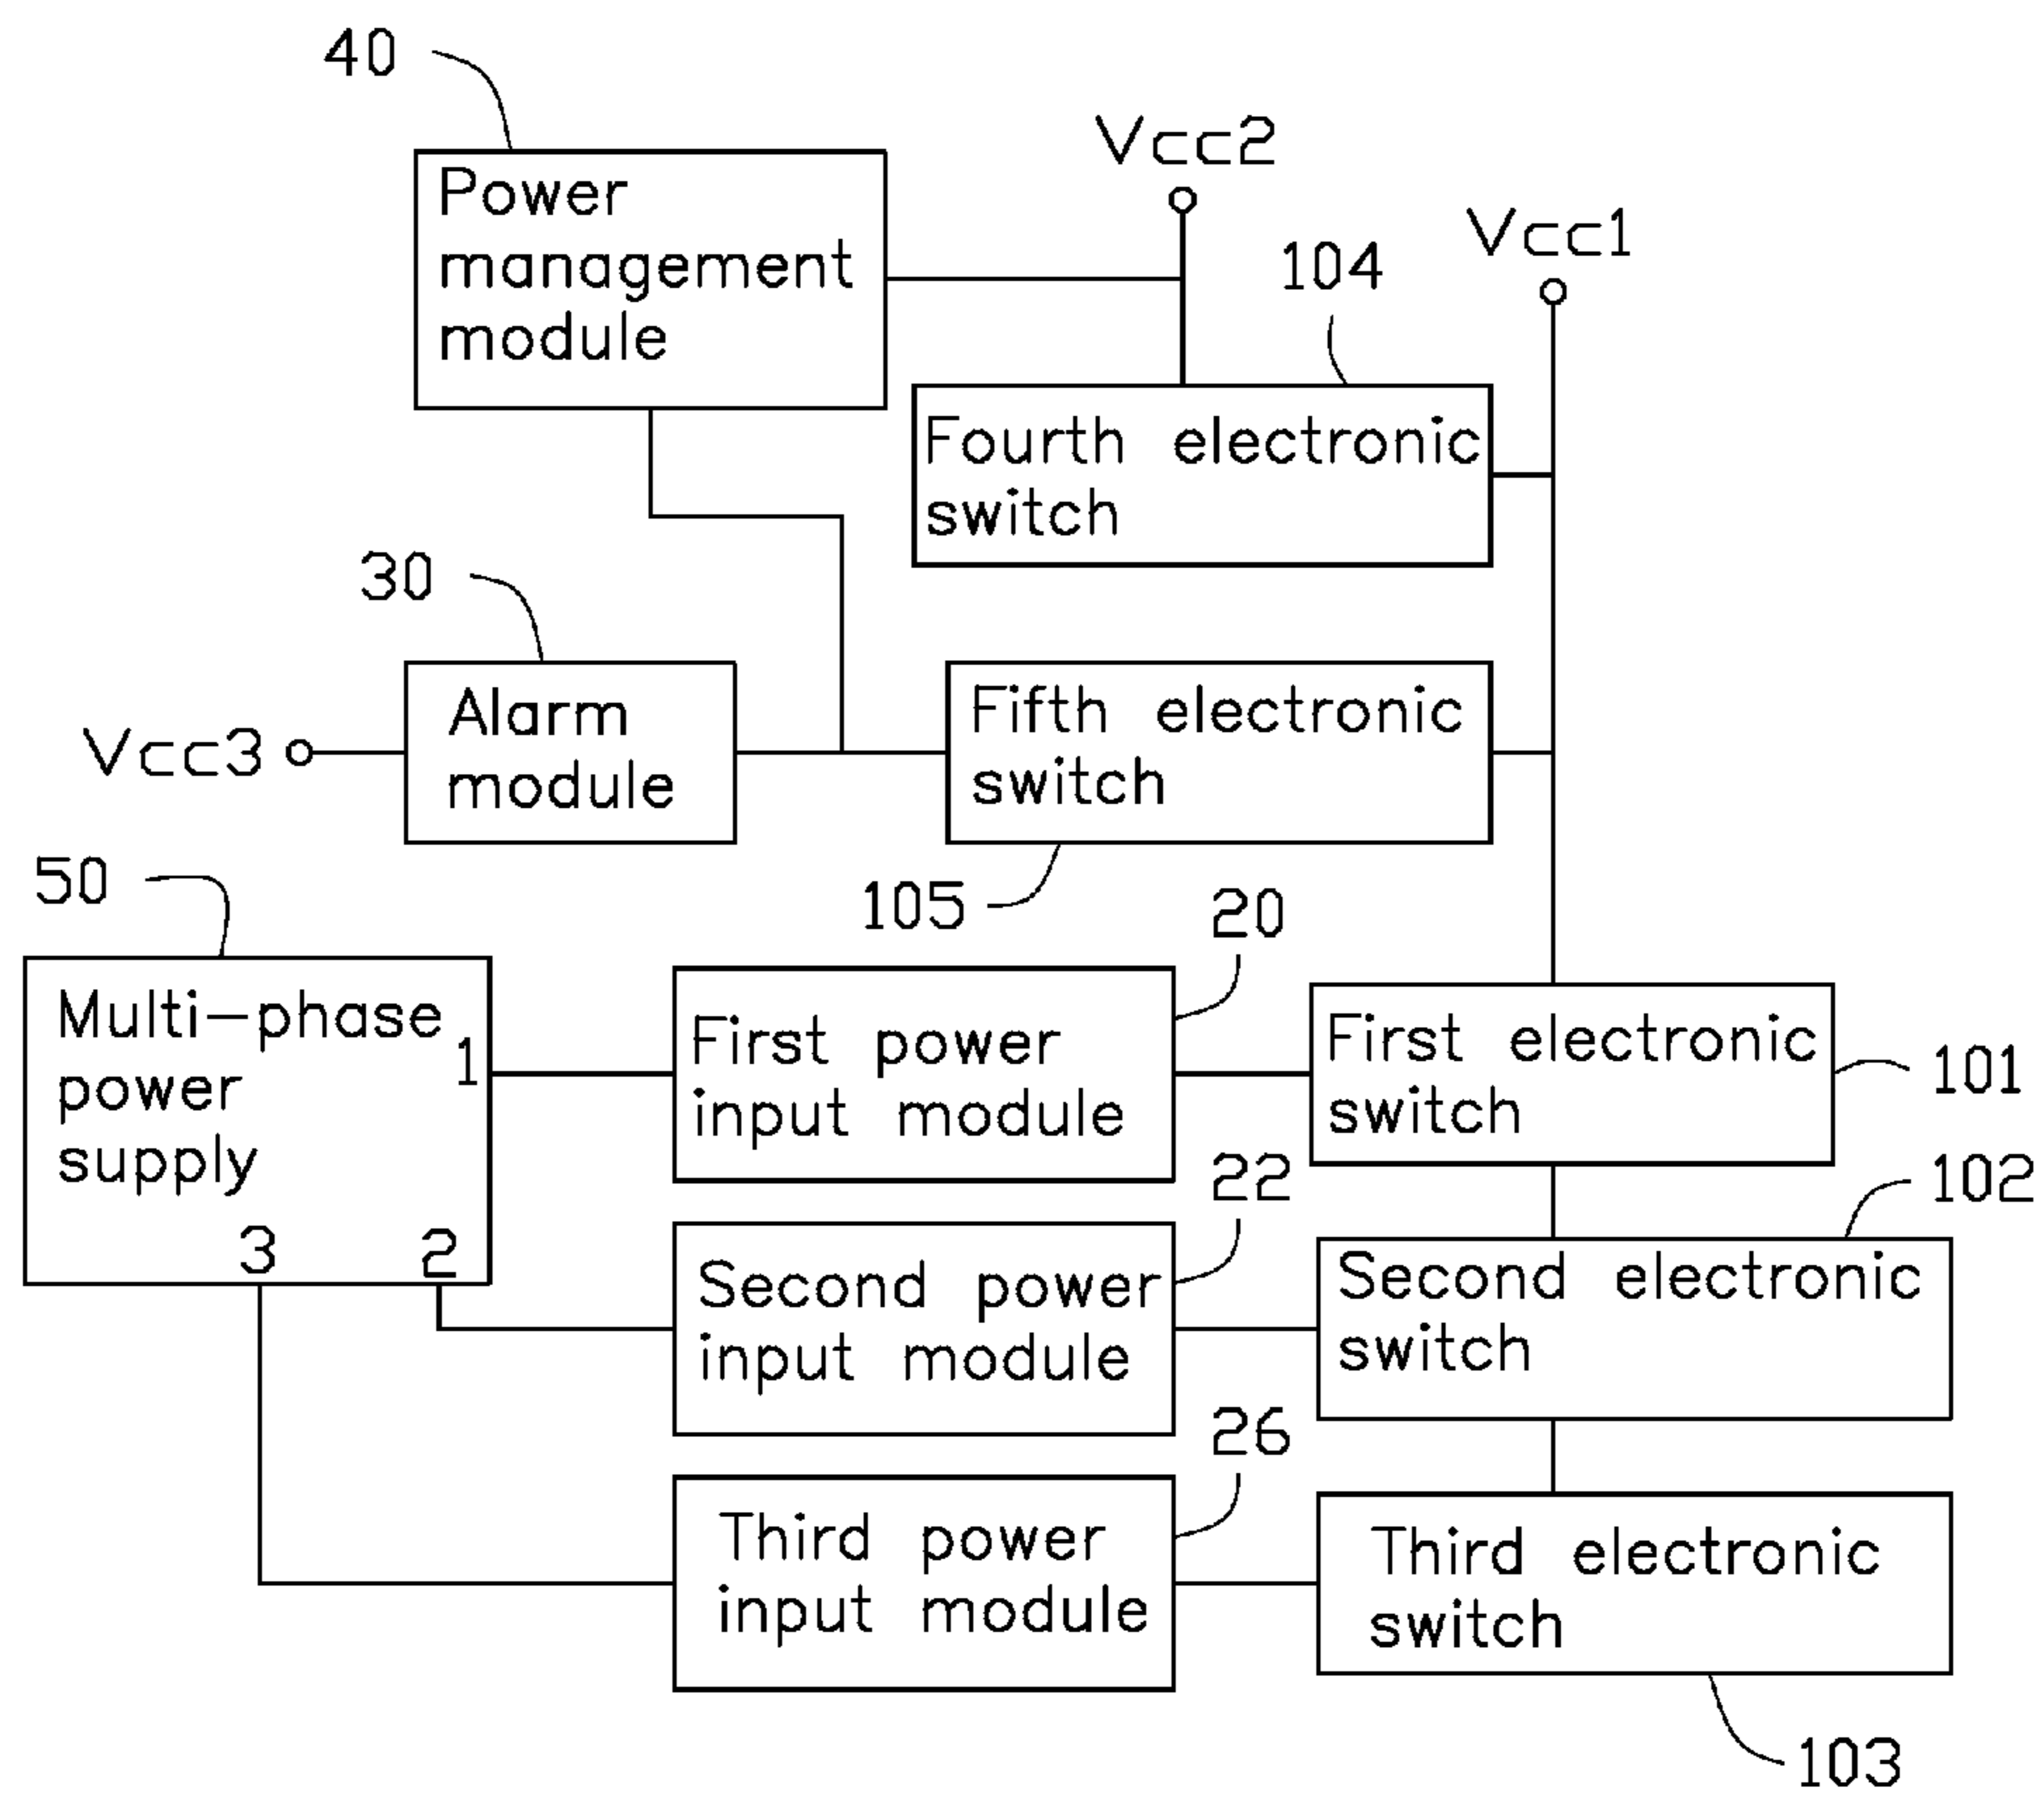 40
Power
management
module
Vcc2
104
Vcc1
Fourth electronic
switch
30
Alarm
module
Vcc3
Fifth electronic
switch
105
50
Multi-phase
power
supply
1
2
3
20
First power
input module
First electronic
switch
101
22
Second power
input module
102
Second electronic
switch
26
Third power
input module
Third electronic
switch
103